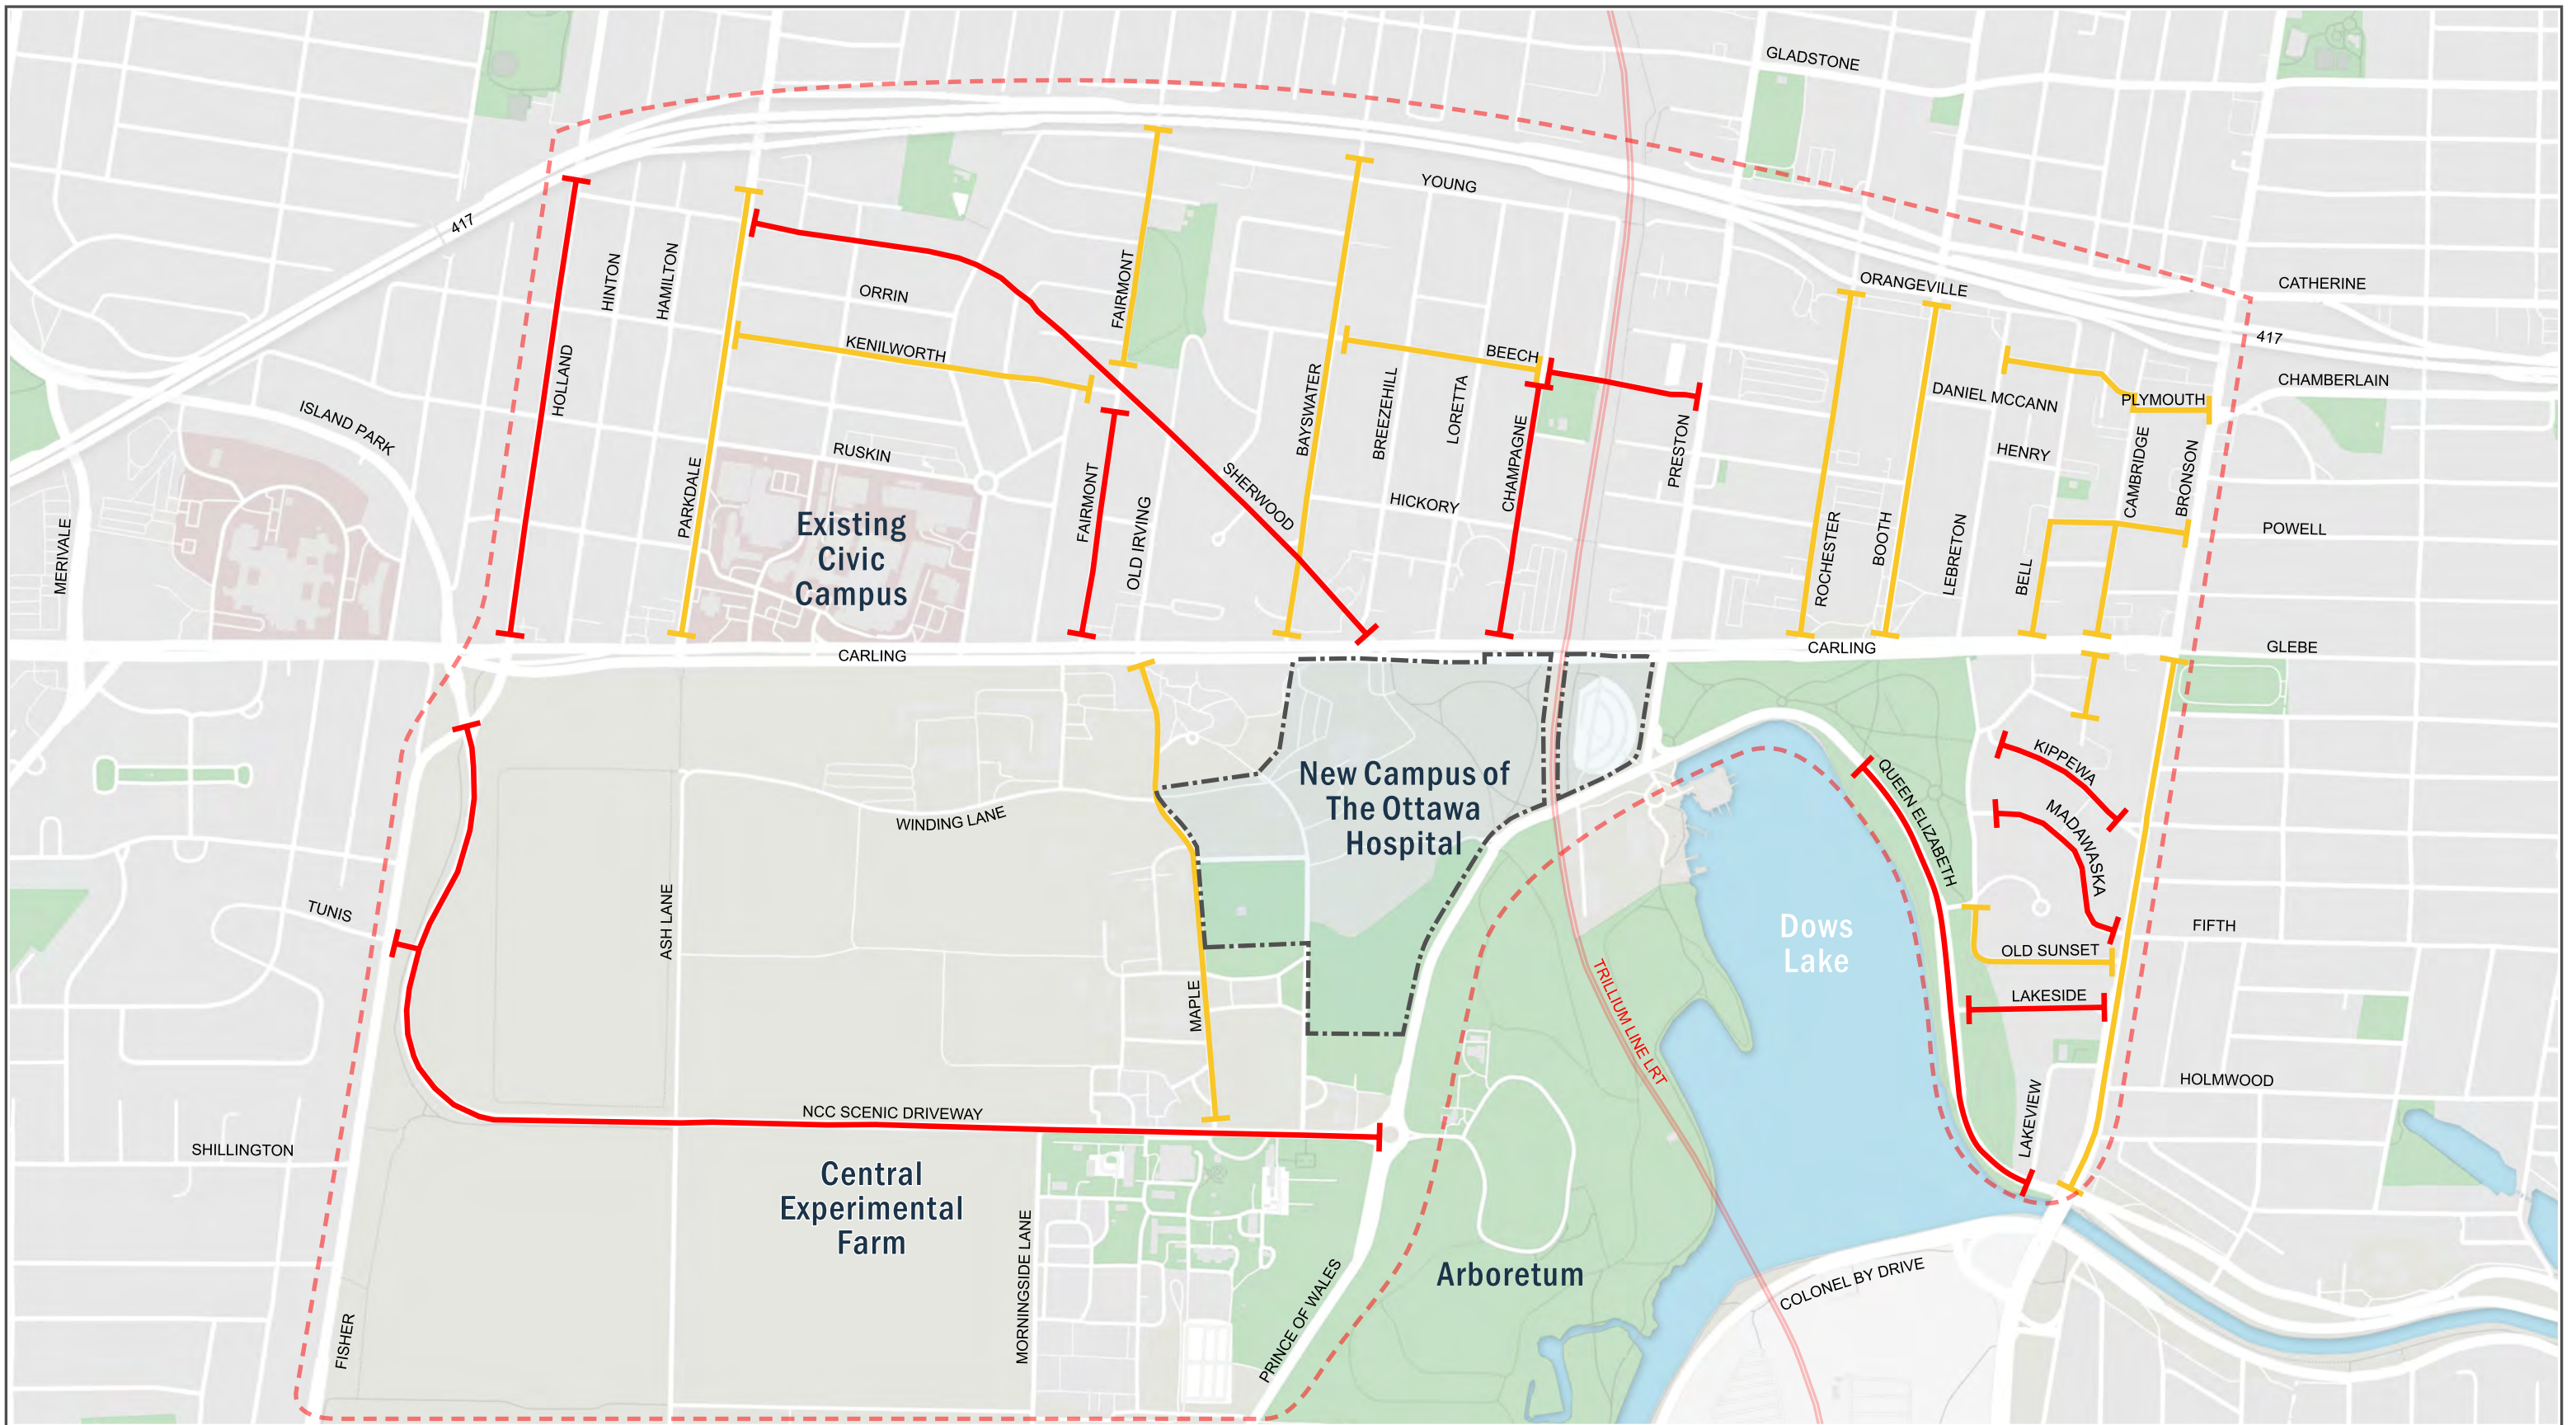 GLADSTONE
YOUNG
417
HINTON
HAMILTON
ORRIN
FAIRMONT
ORANGEVILLE
CATHERINE
417
KENILWORTH
BEECH
HOLLAND
ISLAND PARK
CHAMBERLAIN
DANIEL MCCANN
PLYMOUTH
BAYSWATER
BREEZEHILL
LORETTA
CHAMPAGNE
PRESTON
RUSKIN
HENRY
CAMBRIDGE
BRONSON
PARKDALE
FAIRMONT
OLD IRVING
SHERWOOD
HICKORY
Existing
Civic
Campus
MERIVALE
ROCHESTER
BOOTH
LEBRETON
BELL
POWELL
CARLING
CARLING
GLEBE
New Campus of
The Ottawa
Hospital
QUEEN ELIZABETH
KIPPEWA
MADAWASKA
WINDING LANE
TUNIS
ASH LANE
Dows
Lake
FIFTH
OLD SUNSET
LAKESIDE
MAPLE
TRILLIUM LINE LRT
HOLMWOOD
LAKEVIEW
NCC SCENIC DRIVEWAY
SHILLINGTON
Central
Experimental
Farm
MORNINGSIDE LANE
Arboretum
COLONEL BY DRIVE
PRINCE OF WALES
FISHER